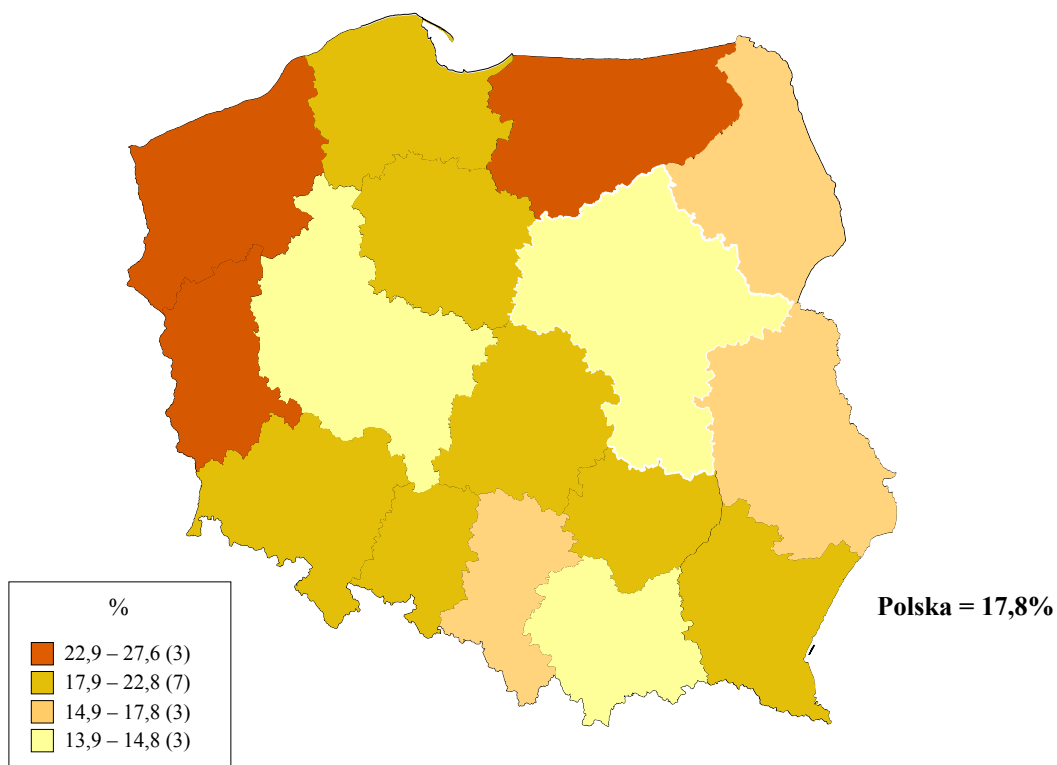 Polska = 17,8%
%
22,9 – 27,6 (3)
17,9 – 22,8 (7)
14,9 – 17,8 (3)
13,9 – 14,8 (3)